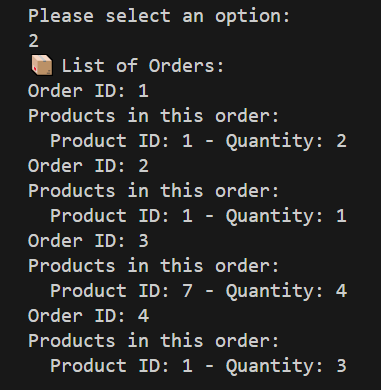 Please select an option:
2
📦 List of Orders:
Order ID: 1
Products in this order:
  Product ID: 1 - Quantity: 2
Order ID: 2
Products in this order:
  Product ID: 1 - Quantity: 1
Order ID: 3
Products in this order:
  Product ID: 7 - Quantity: 4
Order ID: 4
Products in this order:
  Product ID: 1 - Quantity: 3